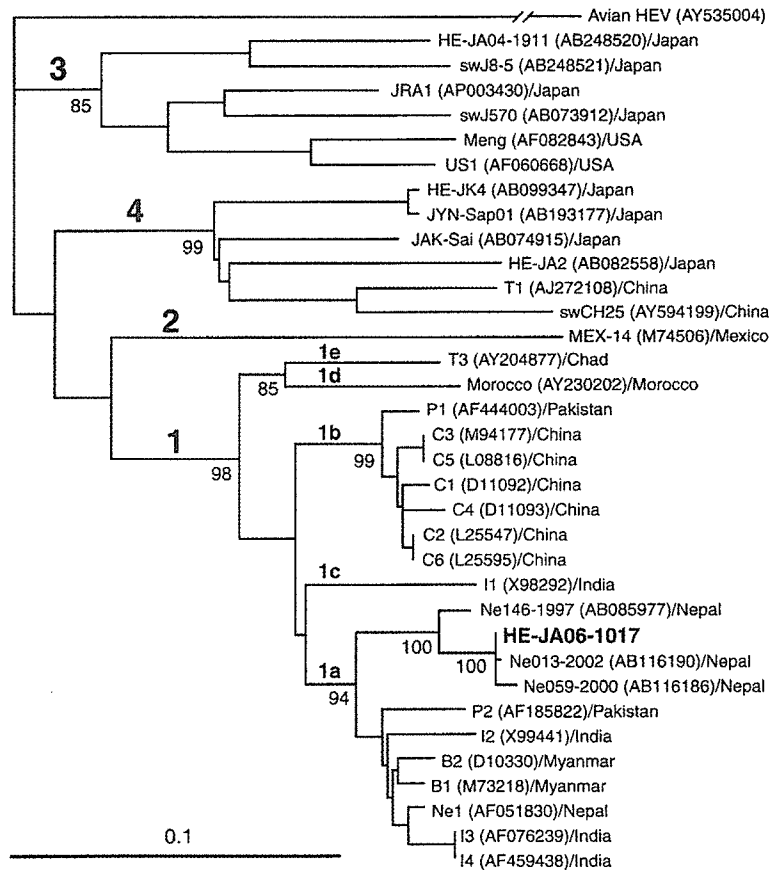 Avian HEV (AY535004)
HE-JA04-1911 (AB248520)/Japan
3
swJ8-5 (AB248521)/Japan
JRA1 (AP003430)/Japan
85
swJ570 (AB073912)/Japan
Meng (AF082843)/USA
US1 (AF060668)/USA
HE-JK4 (AB099347)/Japan
4
JYN-Sap01 (AB193177)/Japan
JAK-Sai (AB074915)/Japan
99
HE-JA2 (AB082558)/Japan
T1 (AJ272108)/China
swCH25 (AY594199)/China
2
MEX-14 (M74506)/Mexico
1e
T3 (AY204877)/Chad
1d
85
Morocco (AY230202)/Morocco
P1 (AF444003)/Pakistan
1b
C3 (M94177)/China
1
99
C5 (L08816)/China
98
C1 (D11092)/China
C4 (D11093)/China
C2 (L25547)/China
C6 (L25595)/China
1c
I1 (X98292)/India
Ne146-1997 (AB085977)/Nepal
HE-JA06-1017
100
100
Ne013-2002 (AB116190)/Nepal
1a
Ne059-2000 (AB116186)/Nepal
94
P2 (AF185822)/Pakistan
I2 (X99441)/India
B2 (D10330)/Myanmar
B1 (M73218)/Myanmar
Ne1 (AF051830)/Nepal
0.1
I3 (AF076239)/India
I4 (AF459438)/India